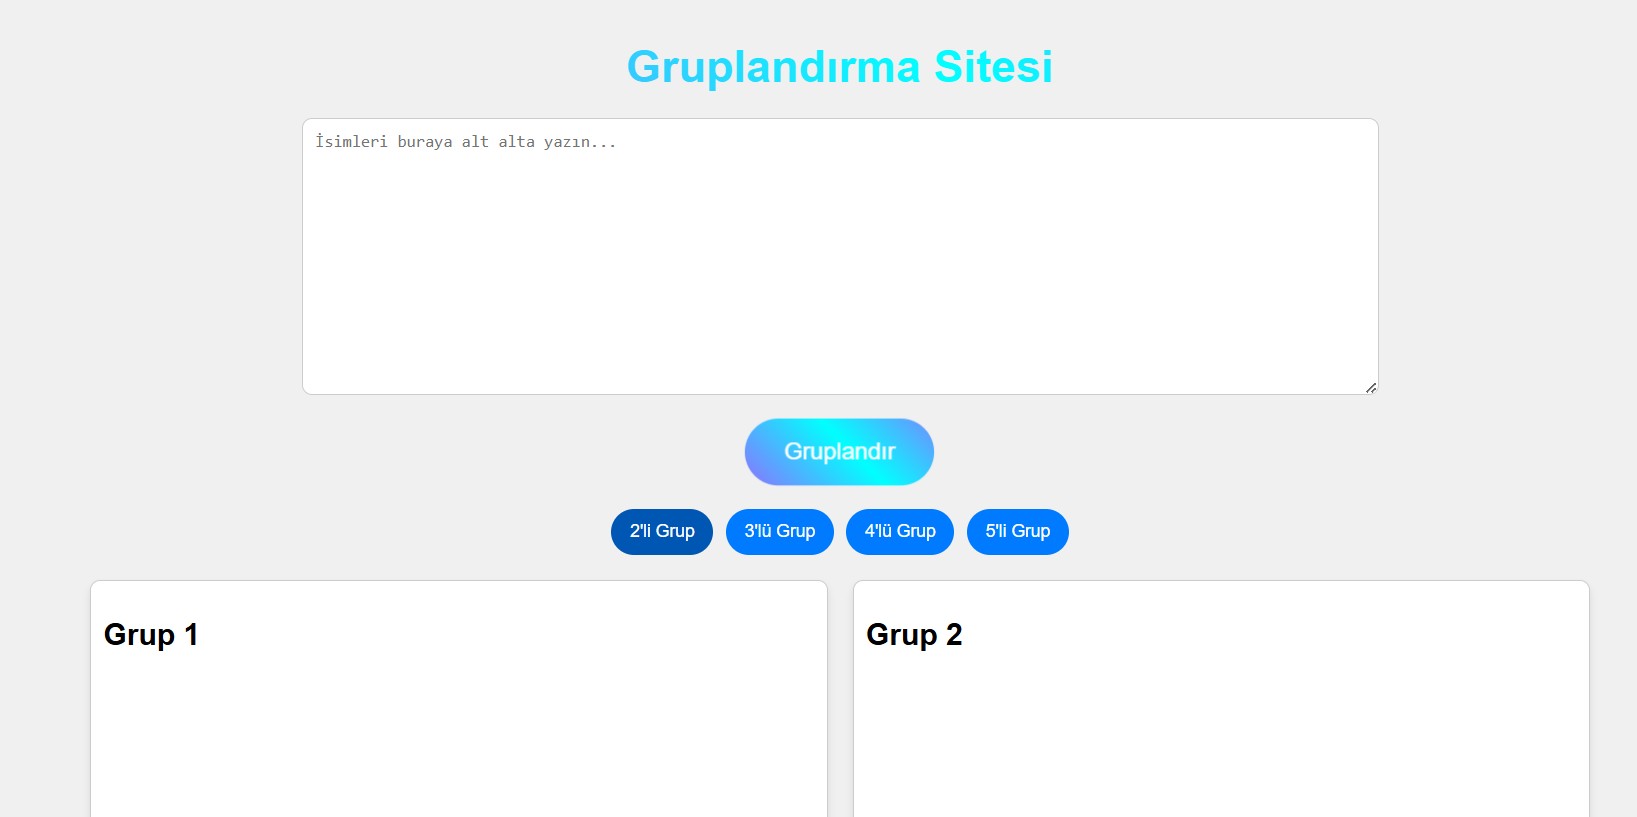 Gruplandırma Sitesi
İsimleri buraya alt alta yazın...
Gruplandır
2'li Grup 3'lü Grup 4'lü Grup 5'li Grup
Grup 1 Grup 2